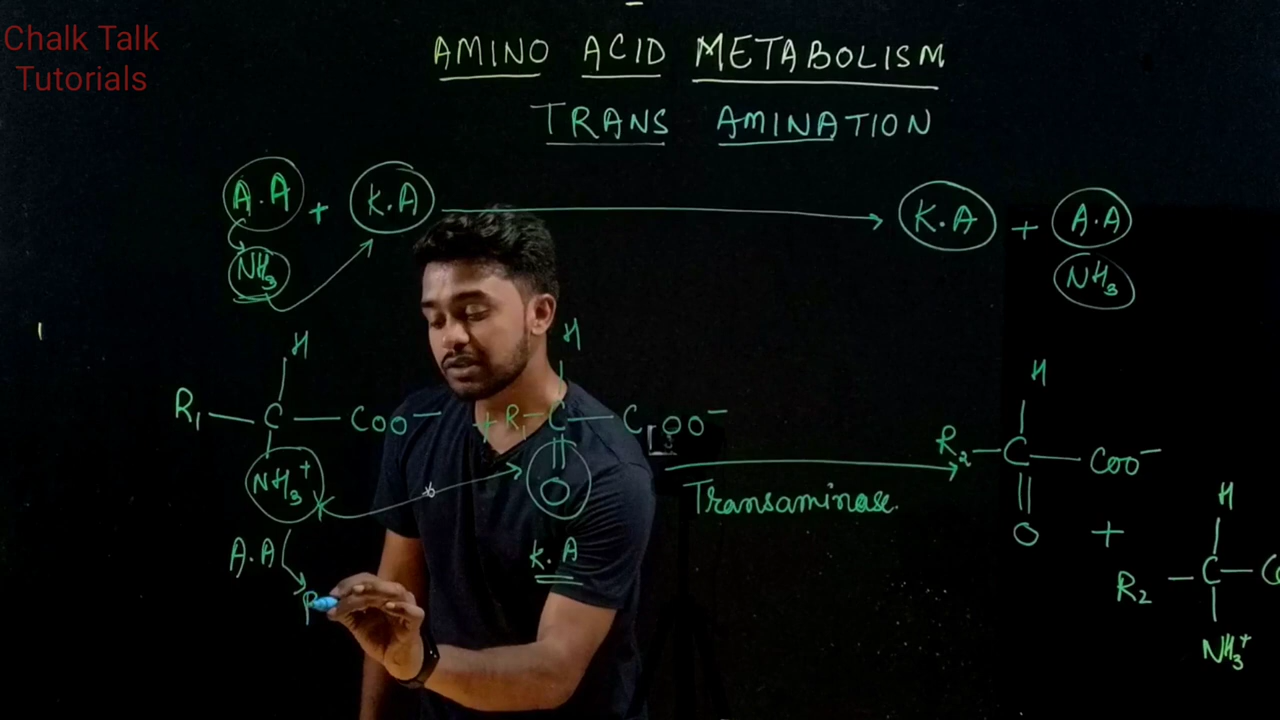 Chalk Talk
Tutorials
AMINO ACID METABOLISM
TRANS AMINATION
A.A + K.A K.A + A.A
NH3 NH3
H H H
R1 — C — COO− + R1 — C — COO− R2 — C — COO−
NH3+ O Transaminase. O +
A.A K.A H
R2 — C — C
NH3+